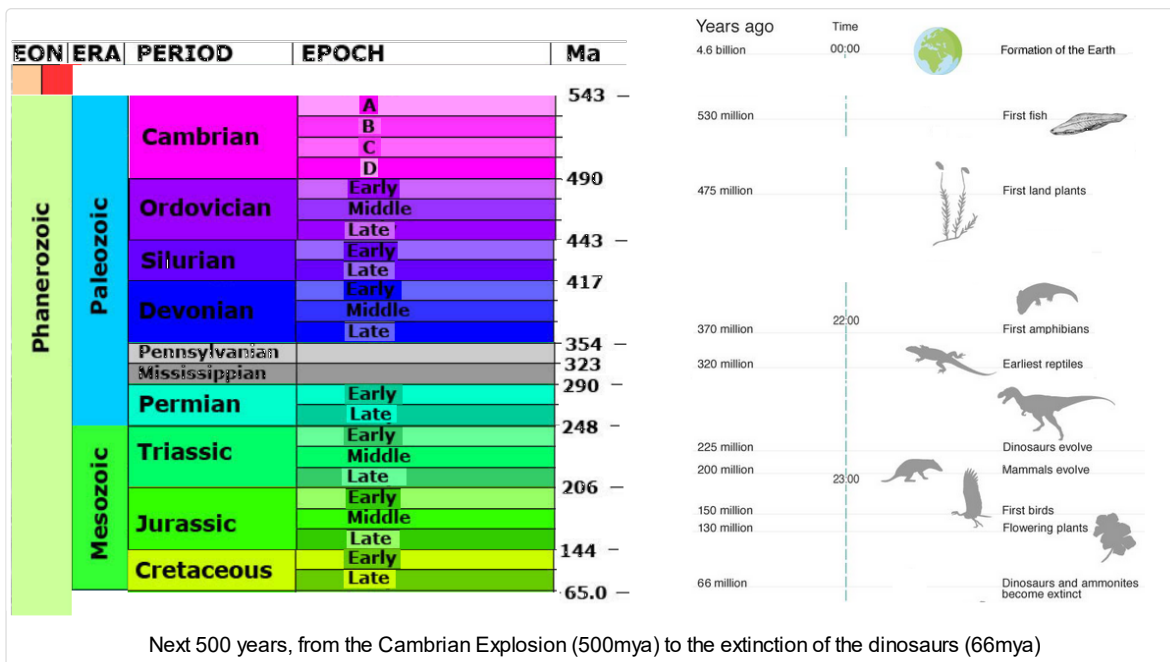 EON ERA PERIOD EPOCH Ma
Phanerozoic
Paleozoic
Mesozoic
Cambrian
A
B
C
D
Ordovician
Early
Middle
Late
Silurian
Early
Late
Devonian
Early
Middle
Late
Pennsylvanian
Mississippian
Permian
Early
Late
Triassic
Early
Middle
Late
Jurassic
Early
Middle
Late
Cretaceous
Early
Late
543
490
443
417
354
323
290
248
206
144
65.0
Years ago Time
4.6 billion 00:00 Formation of the Earth
530 million First fish
475 million First land plants
22:00
370 million First amphibians
320 million Earliest reptiles
225 million Dinosaurs evolve
200 million Mammals evolve
23:00
150 million First birds
130 million Flowering plants
66 million Dinosaurs and ammonites
become extinct
Next 500 years, from the Cambrian Explosion (500mya) to the extinction of the dinosaurs (66mya)